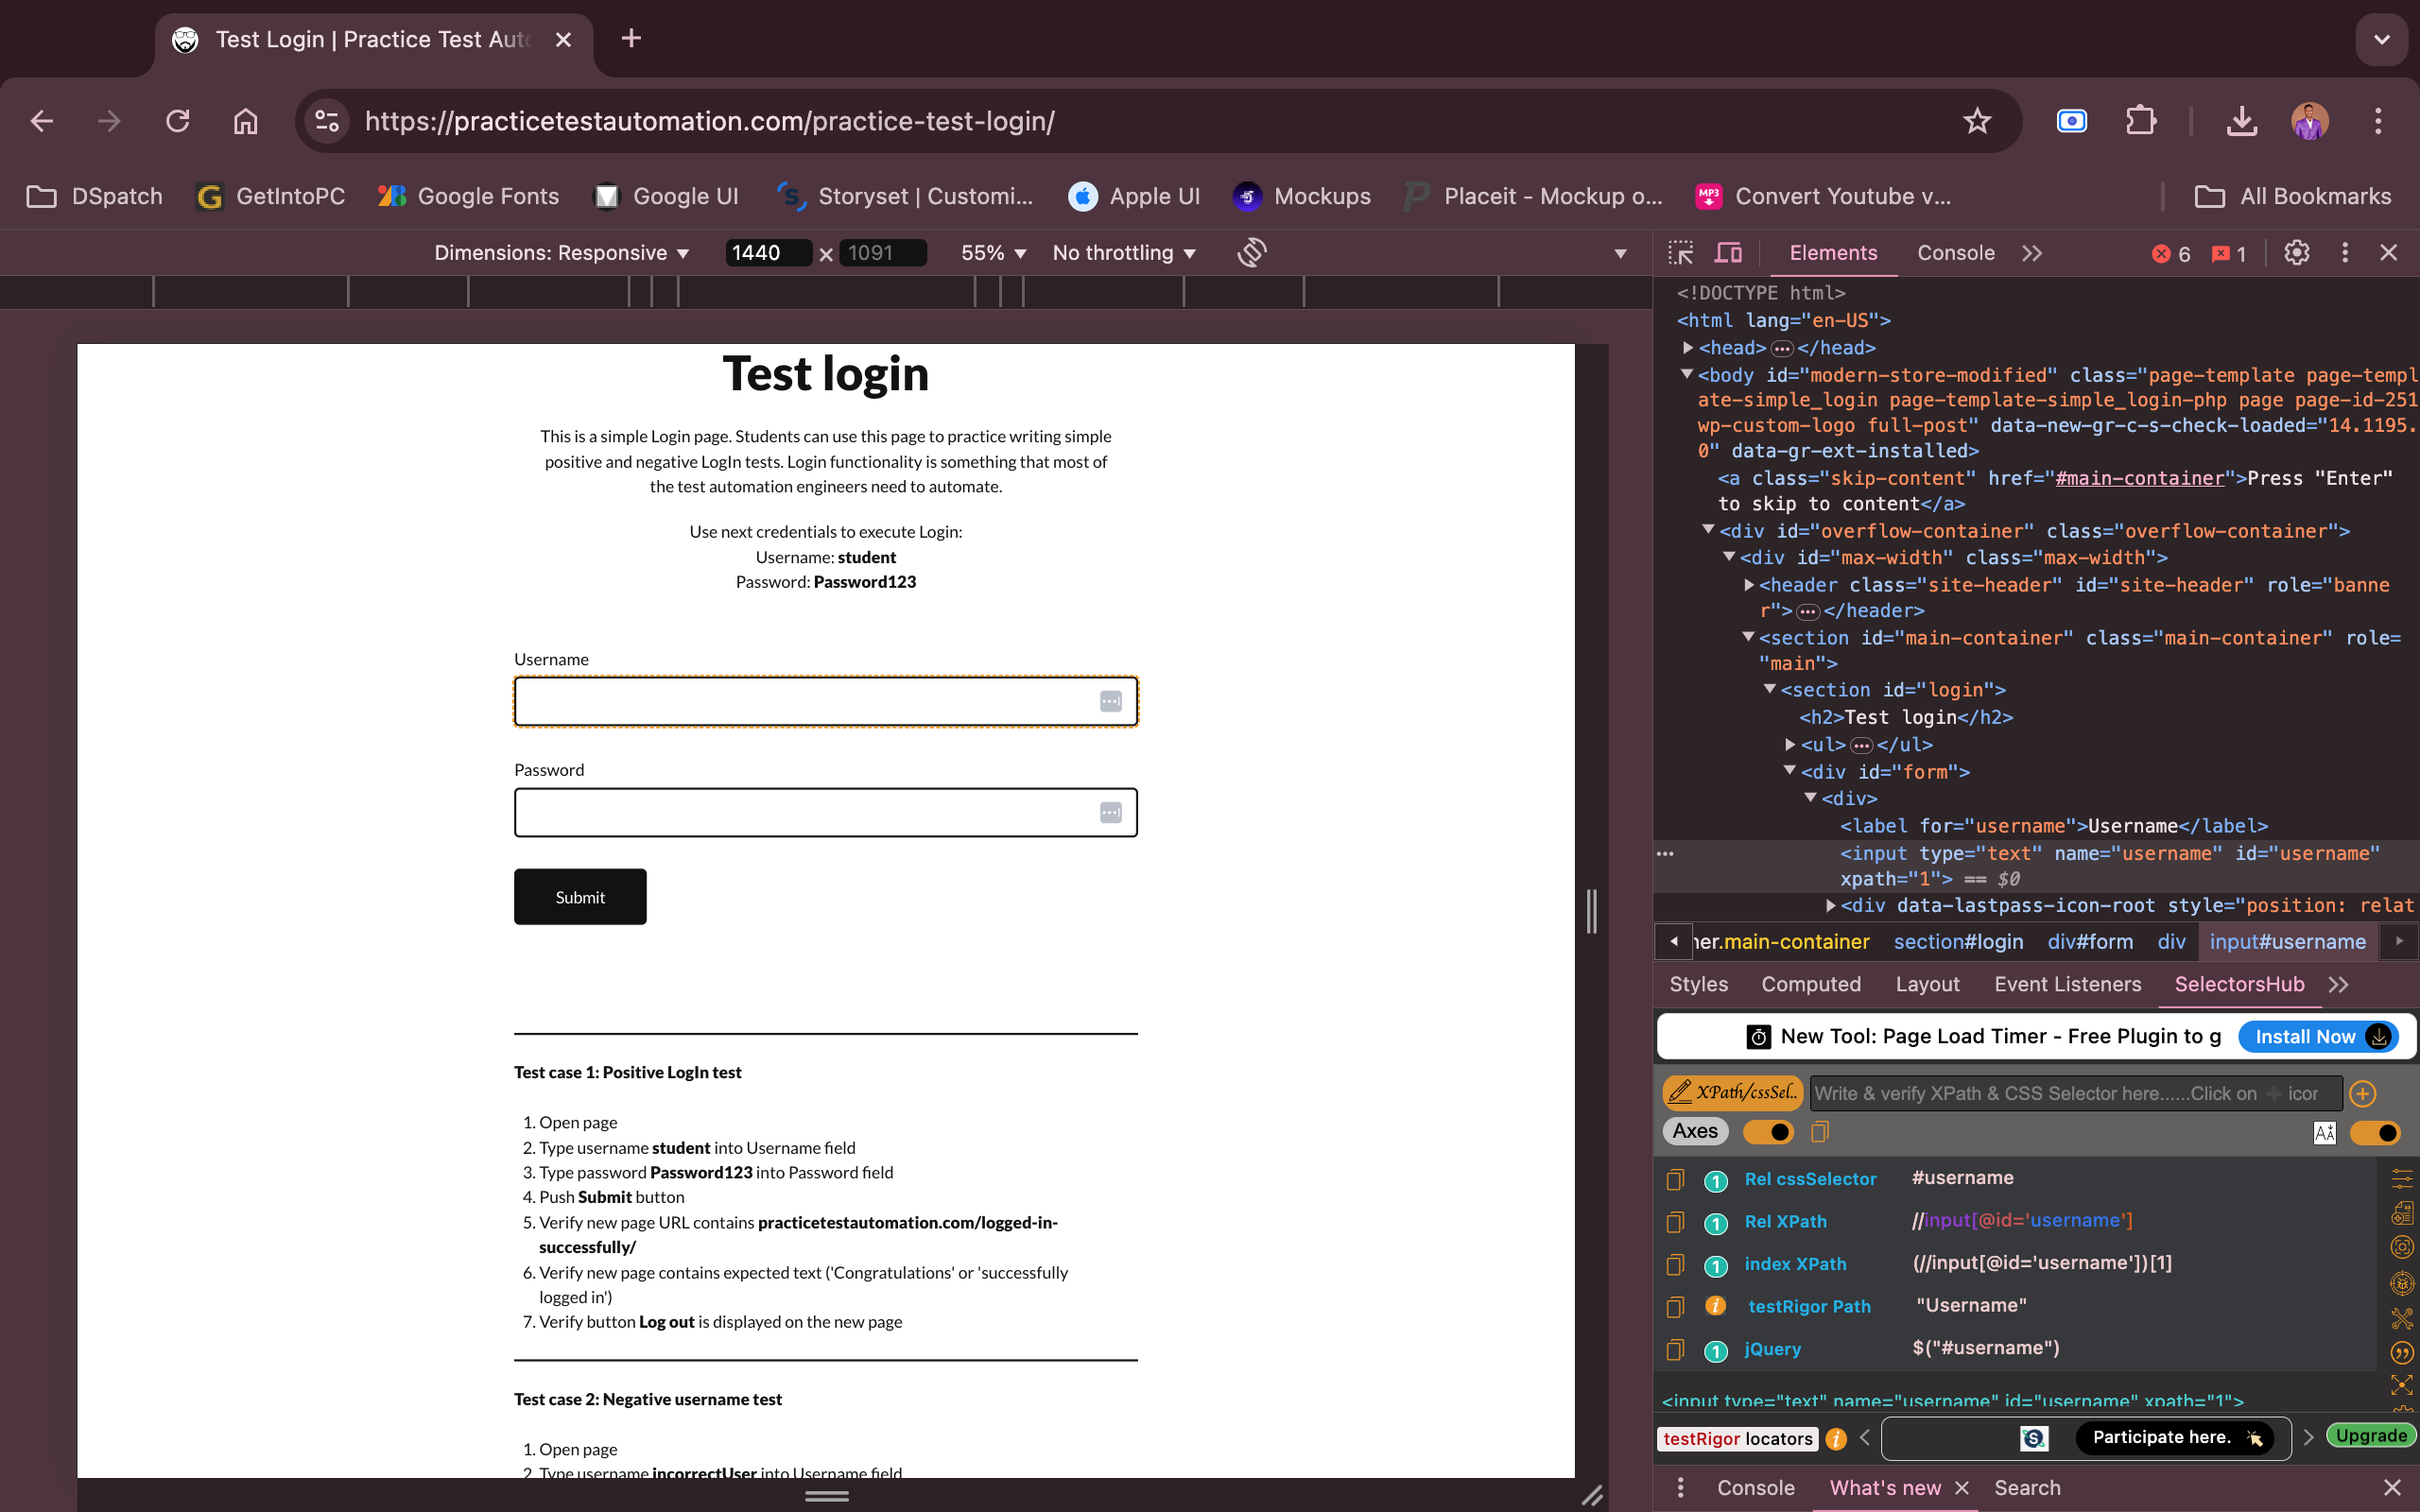 Test Login | Practice Test Aut
https://practicetestautomation.com/practice-test-login/
DSpatch
GetIntoPC
Google Fonts
Google UI
Storyset | Customi...
Apple UI
Mockups
Placeit - Mockup o...
Convert Youtube v...
All Bookmarks
Dimensions: Responsive
1440 x 1091
55%
No throttling
Elements
Console
6
1
Test login
This is a simple Login page. Students can use this page to practice writing simple
positive and negative LogIn tests. Login functionality is something that most of
the test automation engineers need to automate.
Use next credentials to execute Login:
Username: student
Password: Password123
Username
Password
Submit
Test case 1: Positive LogIn test
1. Open page
2. Type username student into Username field
3. Type password Password123 into Password field
4. Push Submit button
5. Verify new page URL contains practicetestautomation.com/logged-in-
successfully/
6. Verify new page contains expected text ('Congratulations' or 'successfully
logged in')
7. Verify button Log out is displayed on the new page
Test case 2: Negative username test
1. Open page
2. Type username incorrectUser into Username field
<!DOCTYPE html>
<html lang="en-US">
<head>…</head>
<body id="modern-store-modified" class="page-template page-templ
ate-simple_login page-template-simple_login-php page page-id-251
wp-custom-logo full-post" data-new-gr-c-s-check-loaded="14.1195.
0" data-gr-ext-installed>
<a class="skip-content" href="#main-container">Press "Enter"
to skip to content</a>
<div id="overflow-container" class="overflow-container">
<div id="max-width" class="max-width">
<header class="site-header" id="site-header" role="banne
r">…</header>
<section id="main-container" class="main-container" role=
"main">
<section id="login">
<h2>Test login</h2>
<ul>…</ul>
<div id="form">
<div>
<label for="username">Username</label>
<input type="text" name="username" id="username"
xpath="1"> == $0
<div data-lastpass-icon-root style="position: relat
ner.main-container
section#login
div#form
div
input#username
Styles
Computed
Layout
Event Listeners
SelectorsHub
New Tool: Page Load Timer - Free Plugin to g
Install Now
XPath/cssSel..
Write & verify XPath & CSS Selector here......Click on + icor
Axes
1 Rel cssSelector #username
1 Rel XPath //input[@id='username']
1 index XPath (//input[@id='username'])[1]
i testRigor Path "Username"
1 jQuery $("#username")
<input type="text" name="username" id="username" xpath="1">
testRigor locators i
Participate here.
Upgrade
Console
What's new
Search